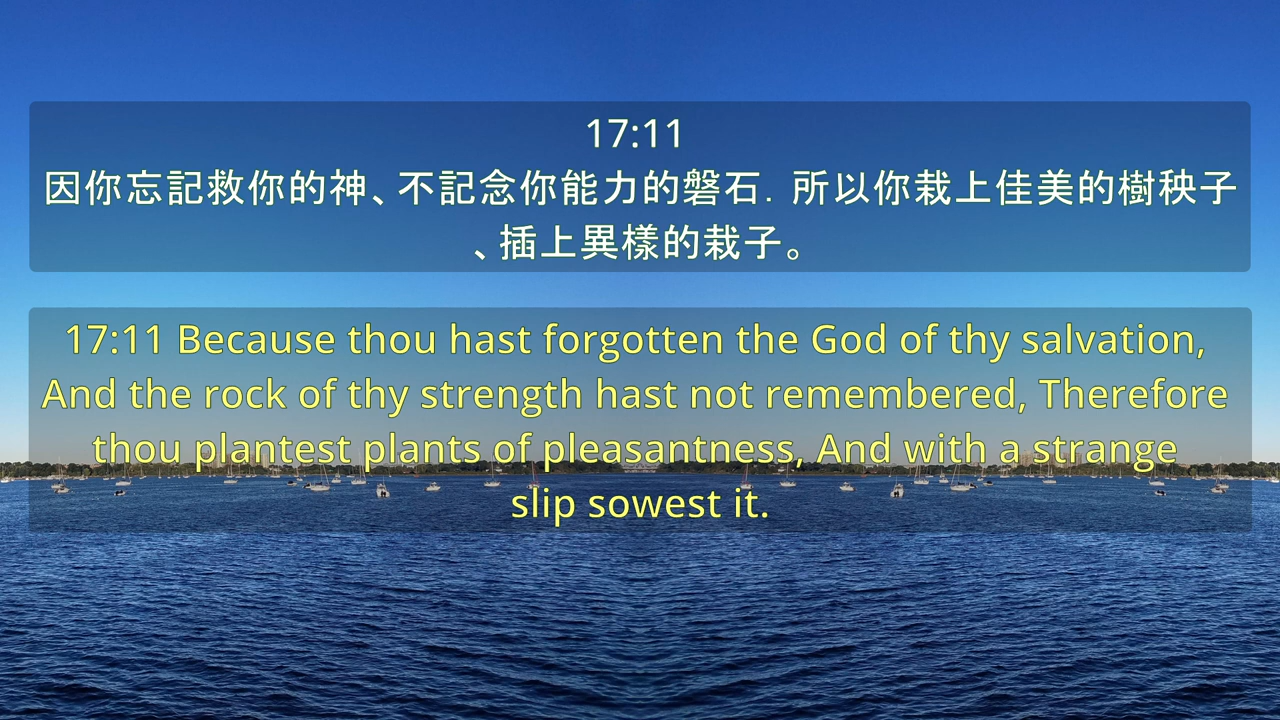 17:11
因你忘記救你的神、不記念你能力的磐石．所以你栽上佳美的樹秧子
、插上異樣的栽子。
17:11 Because thou hast forgotten the God of thy salvation,
And the rock of thy strength hast not remembered, Therefore
thou plantest plants of pleasantness, And with a strange
slip sowest it.